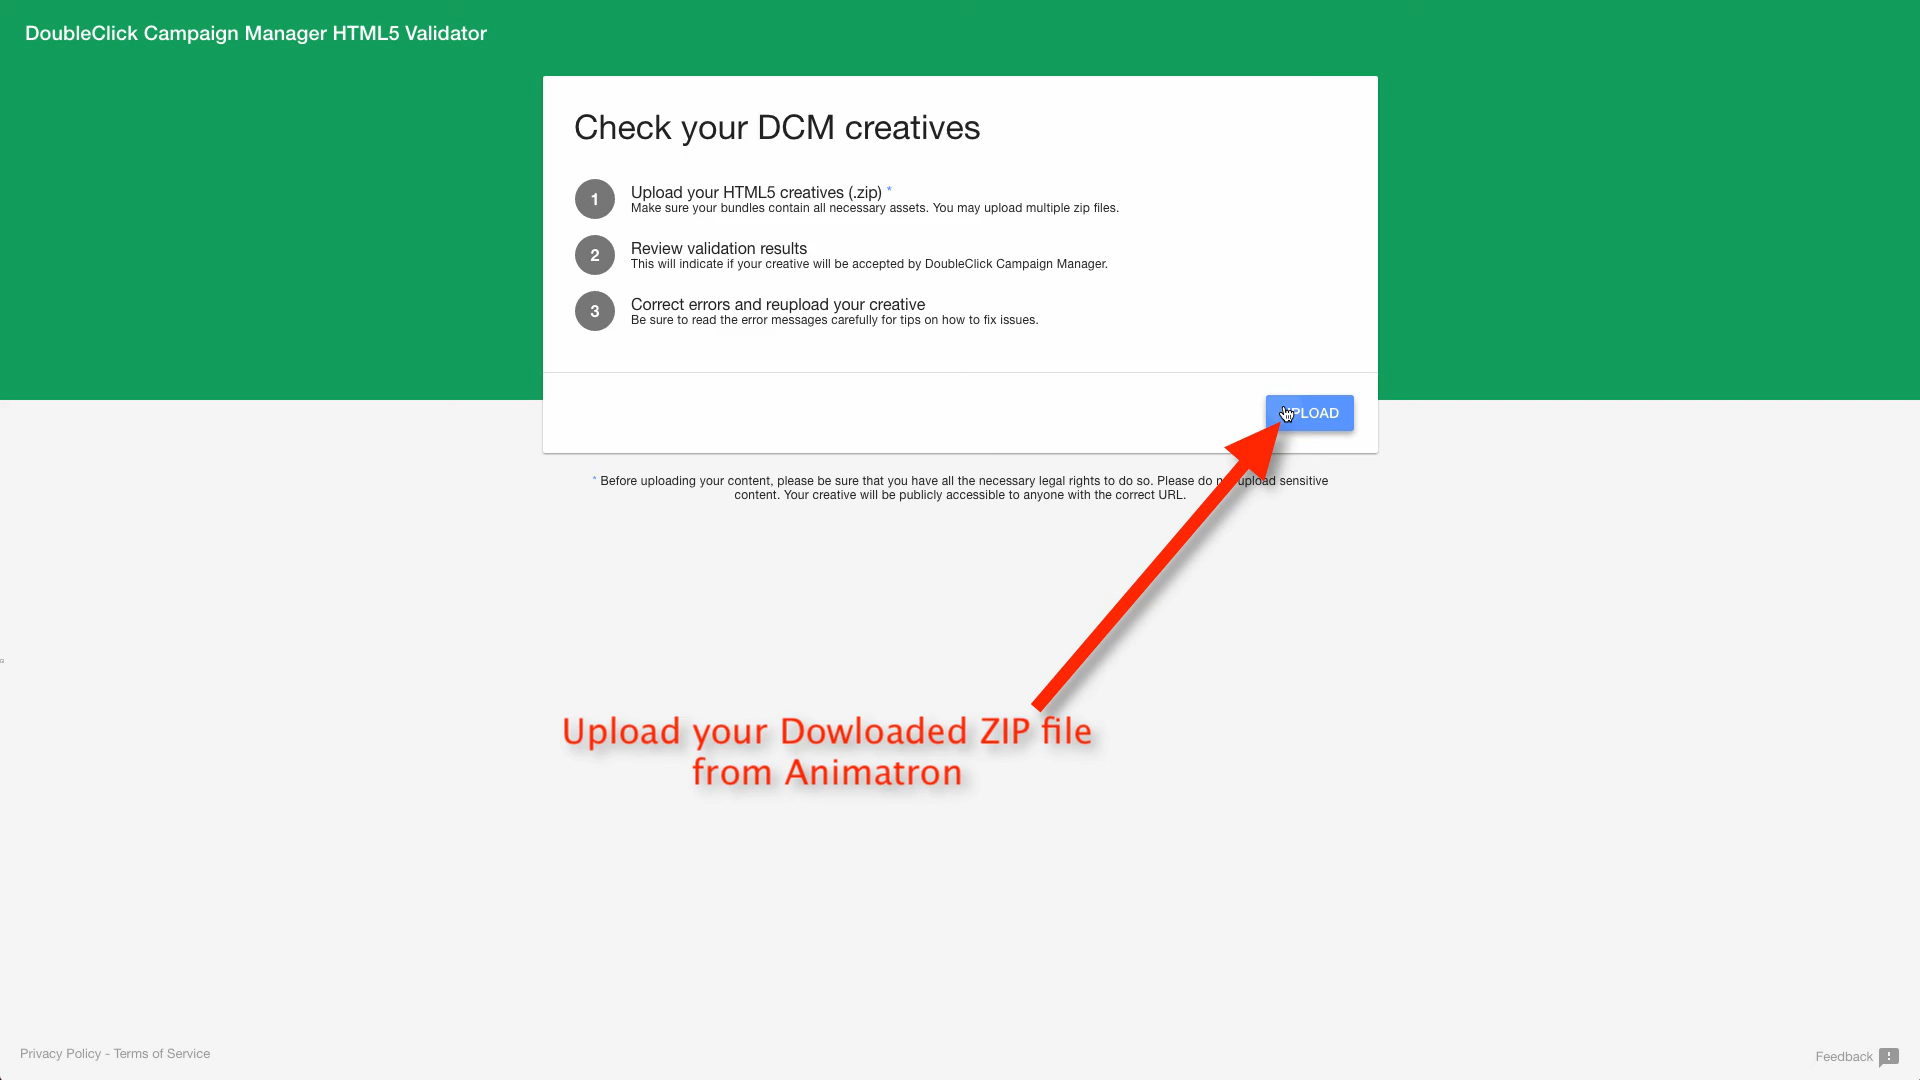 DoubleClick Campaign Manager HTML5 Validator
Check your DCM creatives
1
Upload your HTML5 creatives (.zip) *
Make sure your bundles contain all necessary assets. You may upload multiple zip files.
2
Review validation results
This will indicate if your creative will be accepted by DoubleClick Campaign Manager.
3
Correct errors and reupload your creative
Be sure to read the error messages carefully for tips on how to fix issues.
* Before uploading your content, please be sure that you have all the necessary legal rights to do so. Please do upload sensitive
content. Your creative will be publicly accessible to anyone with the correct URL.
Upload your Dowloaded ZIP file
from Animatron
Privacy Policy - Terms of Service
Feedback